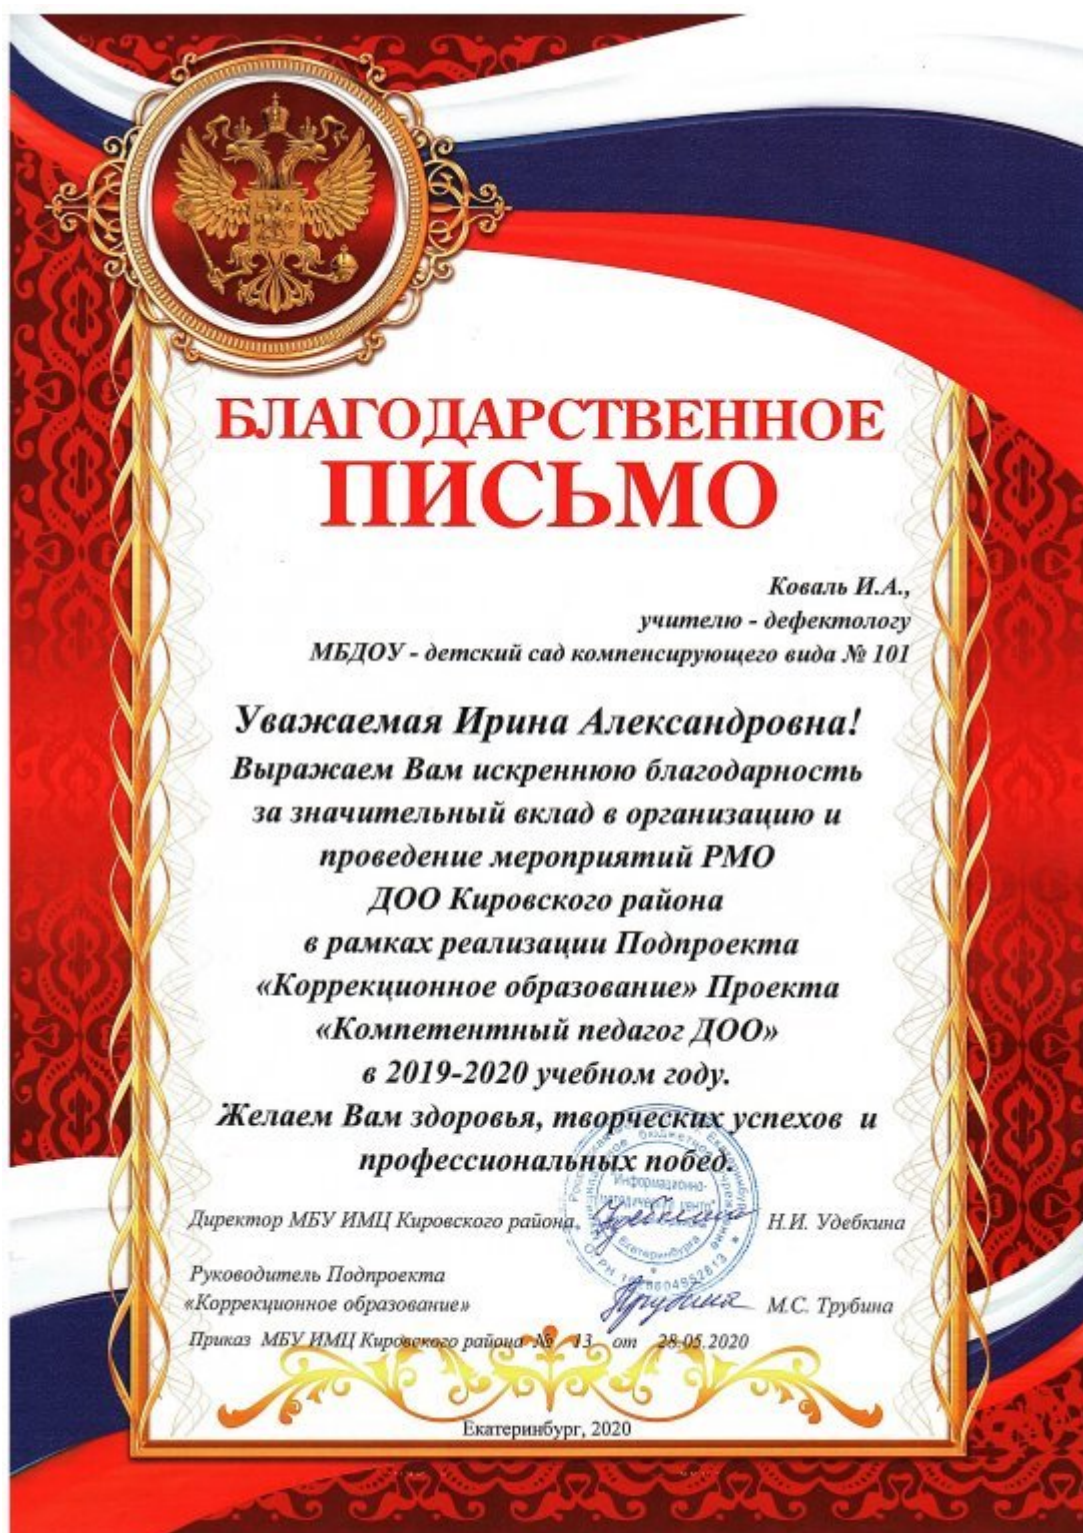 БЛАГОДАРСТВЕННОЕ
ПИСЬМО
Коваль И.А.,
учителю - дефектологу
МБДОУ - детский сад компенсирующего вида № 101
Уважаемая Ирина Александровна!
Выражаем Вам искреннюю благодарность
за значительный вклад в организацию и
проведение мероприятий РМО
ДОО Кировского района
в рамках реализации Подпроекта
«Коррекционное образование» Проекта
«Компетентный педагог ДОО»
в 2019-2020 учебном году.
Желаем Вам здоровья, творческих успехов и
профессиональных побед.
Директор МБУ ИМЦ Кировского района Н.И. Удебкина
Руководитель Подпроекта
«Коррекционное образование» М.С. Трубина
Приказ МБУ ИМЦ Кировского района № 13 от 28.05.2020
Екатеринбург, 2020
Информационно-
Екатеринбурга